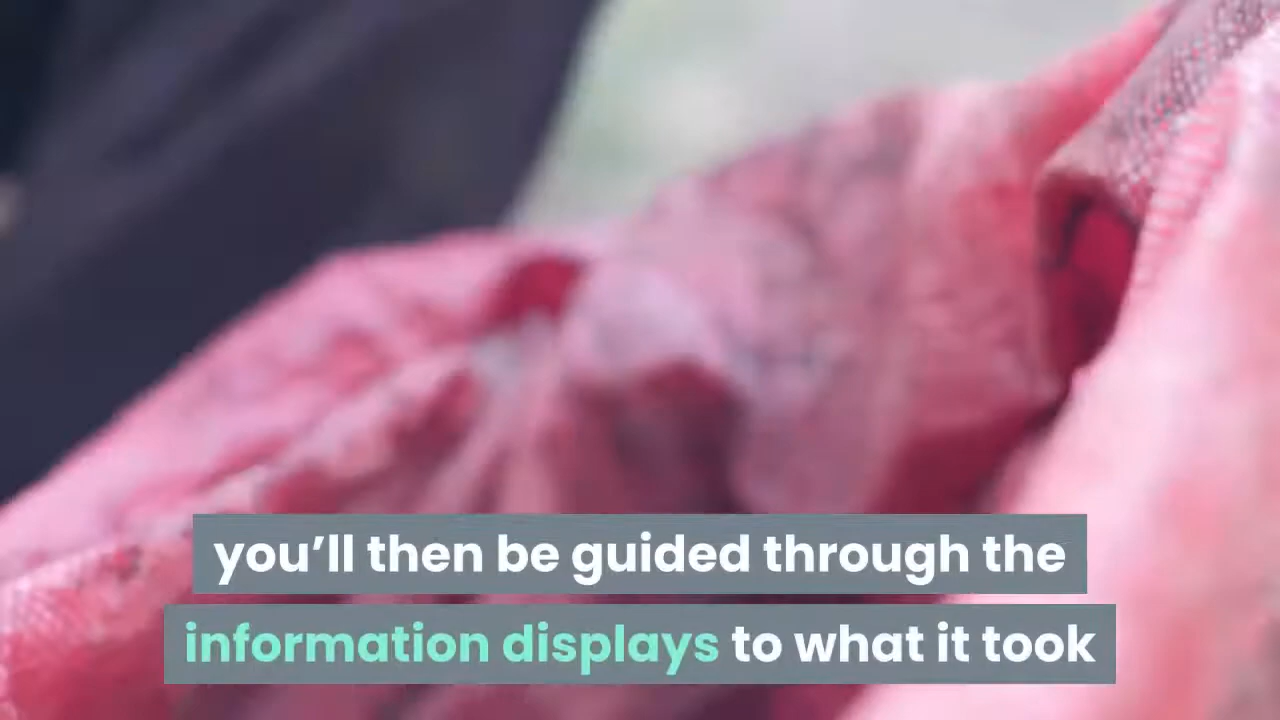 you’ll then be guided through the
information displays to what it took